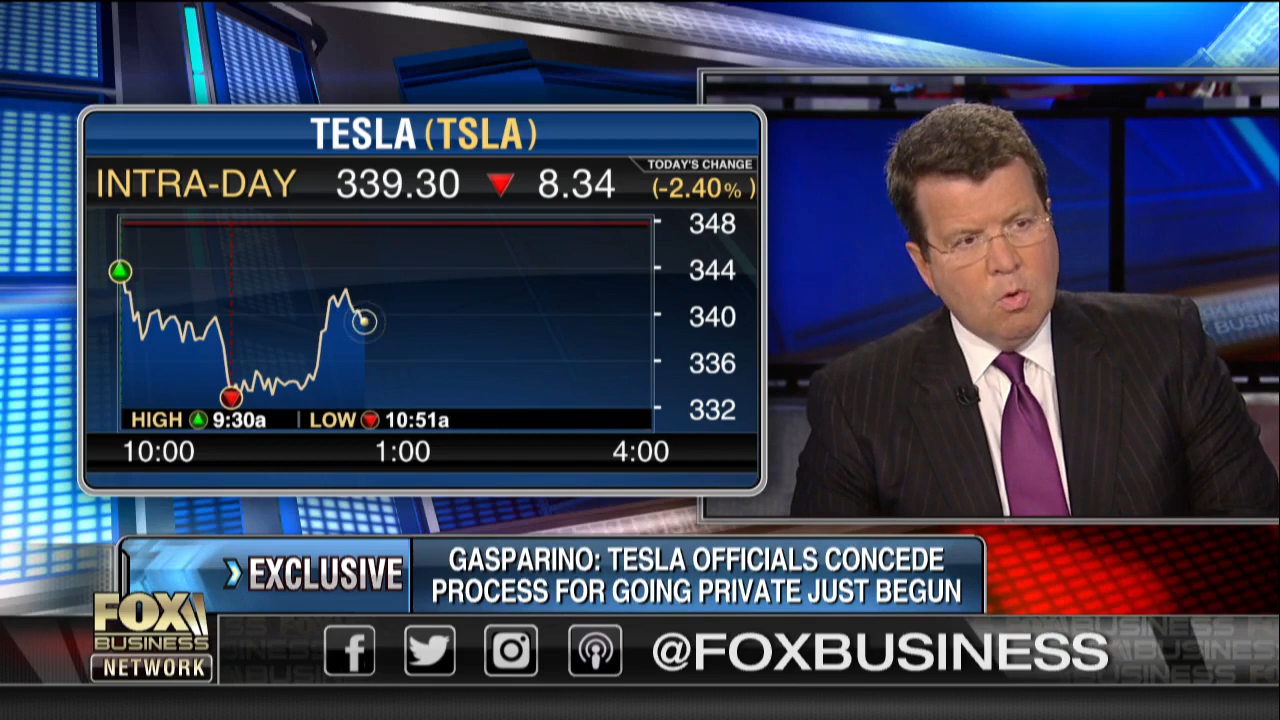 TESLA (TSLA)
INTRA-DAY 339.30 8.34
TODAY'S CHANGE
(-2.40% )
348
344
340
336
332
HIGH 9:30a | LOW 10:51a
10:00 1:00 4:00
EXCLUSIVE
GASPARINO: TESLA OFFICIALS CONCEDE
PROCESS FOR GOING PRIVATE JUST BEGUN
FOX
BUSINESS
NETWORK
@FOXBUSINESS